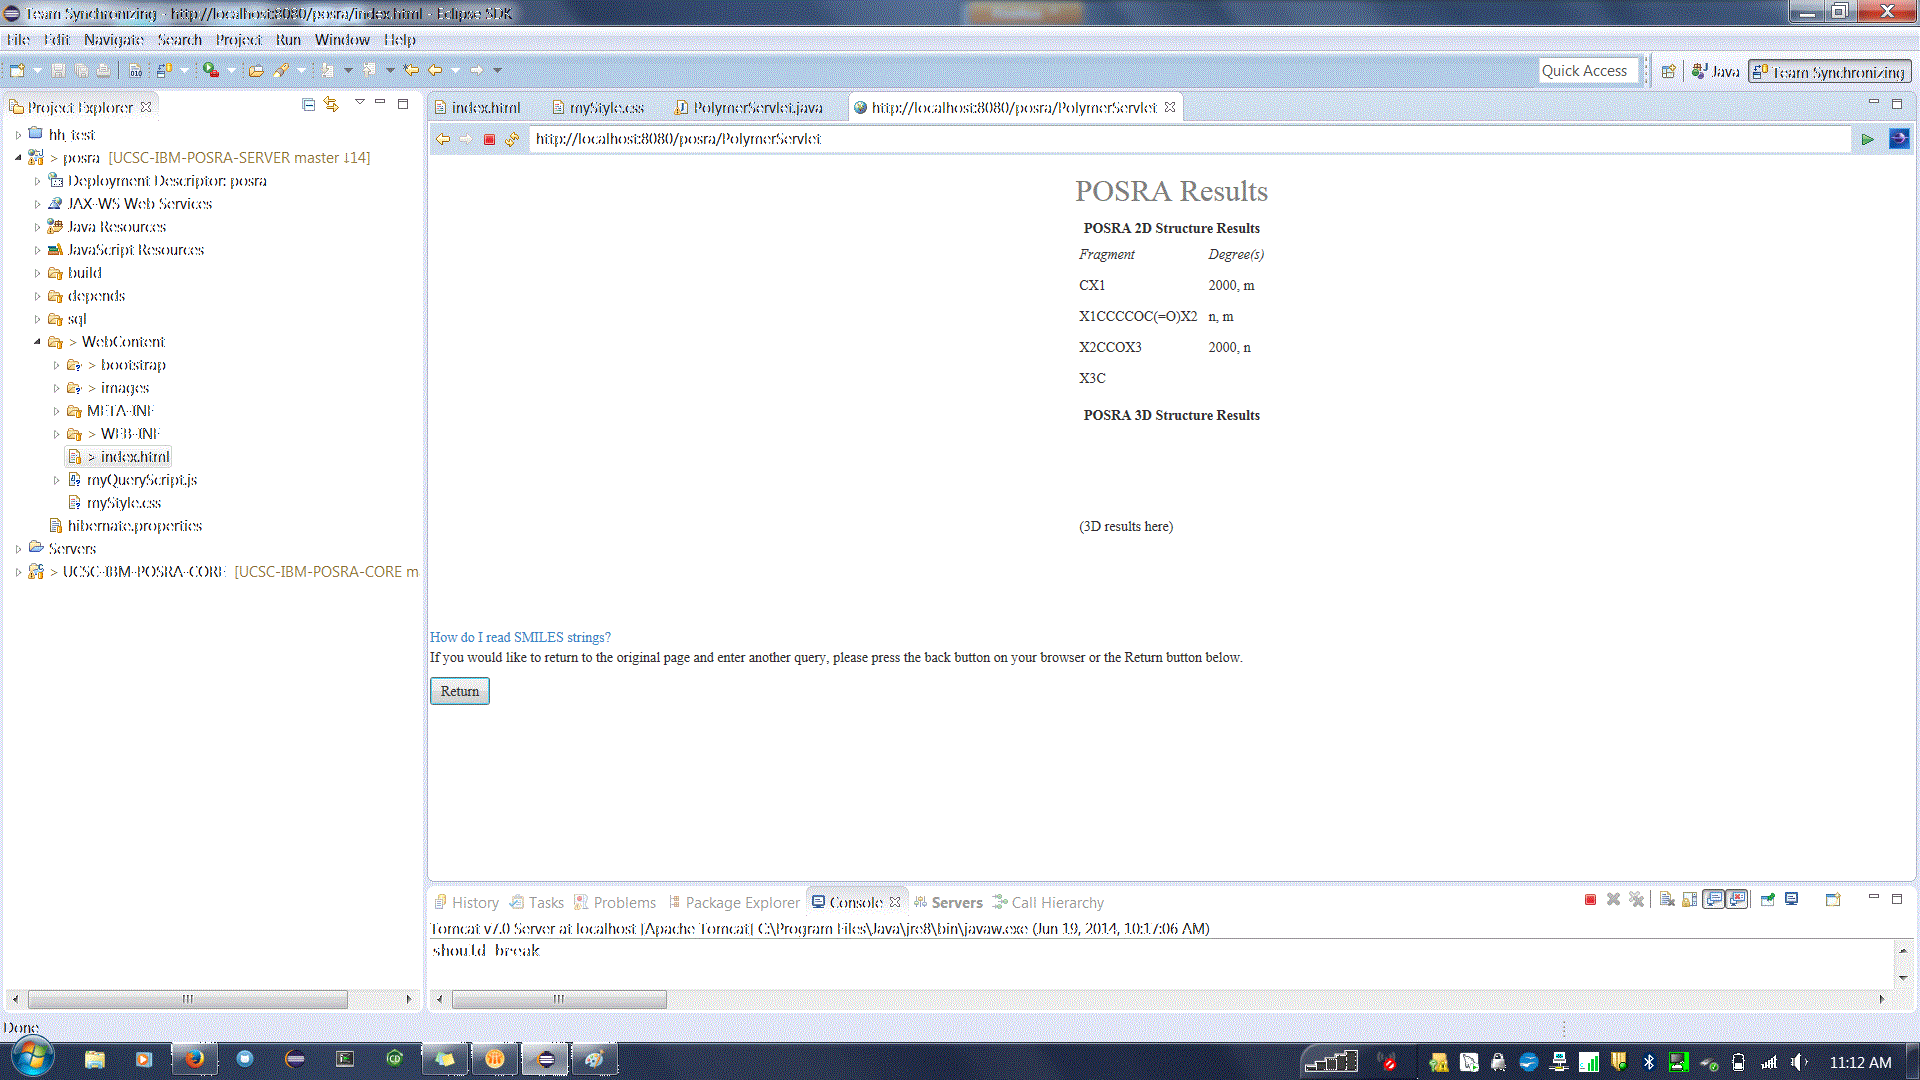 Team Synchronizing - http://localhost:8080/posra/index.html - Eclipse SDK
File Edit Navigate Search Project Run Window Help
Quick Access
Java
Team Synchronizing
Project Explorer
hh_test
> posra [UCSC-IBM-POSRA-SERVER master ↓14]
Deployment Descriptor: posra
JAX-WS Web Services
Java Resources
JavaScript Resources
build
depends
sql
> WebContent
> bootstrap
> images
META-INF
> WEB-INF
> index.html
myQueryScript.js
myStyle.css
hibernate.properties
Servers
> UCSC-IBM-POSRA-CORE [UCSC-IBM-POSRA-CORE m
index.html
myStyle.css
PolymerServlet.java
http://localhost:8080/posra/PolymerServlet
http://localhost:8080/posra/PolymerServlet
POSRA Results
POSRA 2D Structure Results
Fragment Degree(s)
CX1 2000, m
X1CCCCOC(=O)X2 n, m
X2CCOX3 2000, n
X3C
POSRA 3D Structure Results
(3D results here)
How do I read SMILES strings?
If you would like to return to the original page and enter another query, please press the back button on your browser or the Return button below.
Return
History Tasks Problems Package Explorer Console Servers Call Hierarchy
Tomcat v7.0 Server at localhost [Apache Tomcat] C:\Program Files\Java\jre8\bin\javaw.exe (Jun 19, 2014, 10:17:06 AM)
should break
Done
11:12 AM